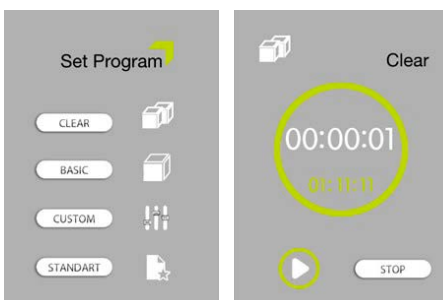 Set Program
CLEAR
BASIC
CUSTOM
STANDART
Clear
00:00:01
01:11:11
STOP